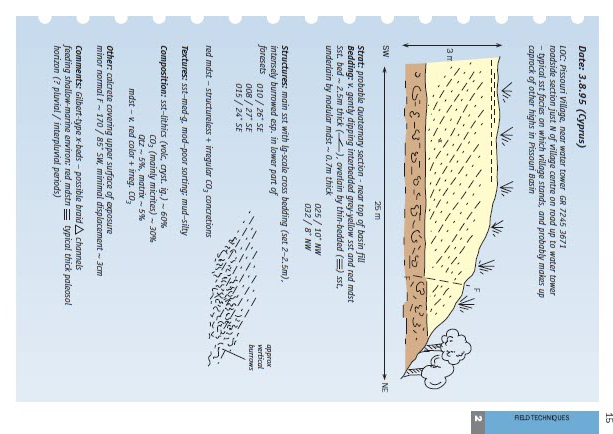 Date: 3.8.95 (Cyprus)
LOC: Pissouri Village, near water tower GR 7245 3671
roadside section just N of village centre on road up to water tower
– typical sst facies on which village stands, and probably makes up
caprock of other highs in Pissouri Basin
3 m
F
F
SW
25 m
NE
Strat: probable Quaternary section - near top of basin fill
Bedding: v. gently dipping interbedded grey-yellow sst and red mdst
sst. bed ~ 2.5m thick (), overlain by thin-bedded () sst,
underlain by nodular mdst ~ 0.7m thick
025 / 10° NW
032 / 8° NW
Structures: main sst with lg-scale cross bedding (set 2–2.5m).
intensely burrowed esp. in lower part of
foresets
010 / 26° SE
008 / 27° SE
015 / 24° SE
approx
vertical
burrows
red mdst – structureless + irregular CO₃ concretions
Textures: sst-med-g, mod-poor sorting; mud-silty
Composition: sst-lithics (volc, cryst. ig.) ~ 60%
CO₃ (mainly micrites) ~ 30%
Qtz ~ 5%, matrix ~ 5%
mdst – v. red color + irreg. CO₃
Other: calcrete covering upper surface of exposure
minor normal F ~ 170 / 85° SW, minimal displacement ~ 3cm
Comments: Gilbert-type x-beds – possible braid Δ channels
feeding shallow-marine environ: red mdstn typical thick paleosol
horizon (? pluvial / interpluvial periods)
15
FIELD TECHNIQUES
2